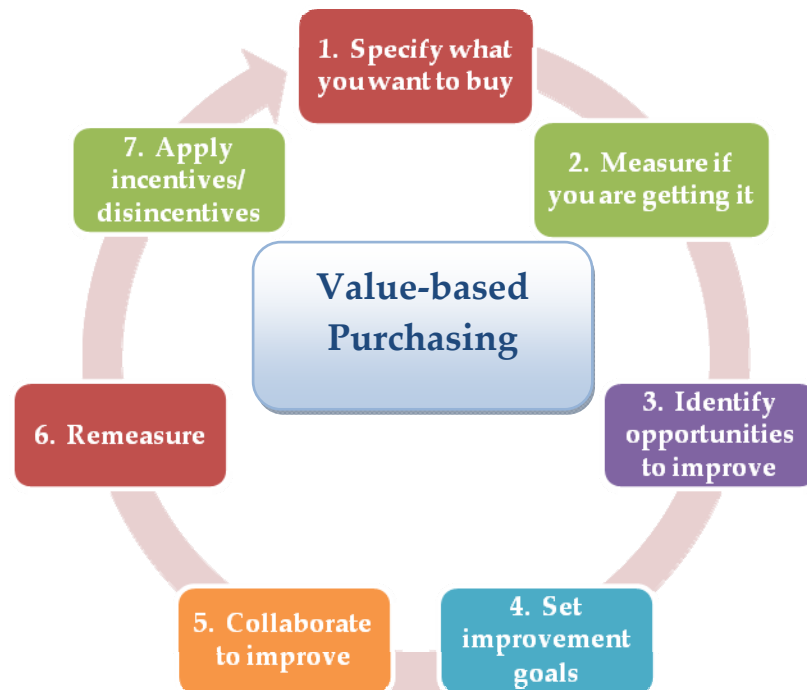 1. Specify what
you want to buy
2. Measure if
you are getting it
3. Identify
opportunities
to improve
4. Set
improvement
goals
5. Collaborate
to improve
6. Remeasure
7. Apply
incentives/
disincentives
Value-based
Purchasing